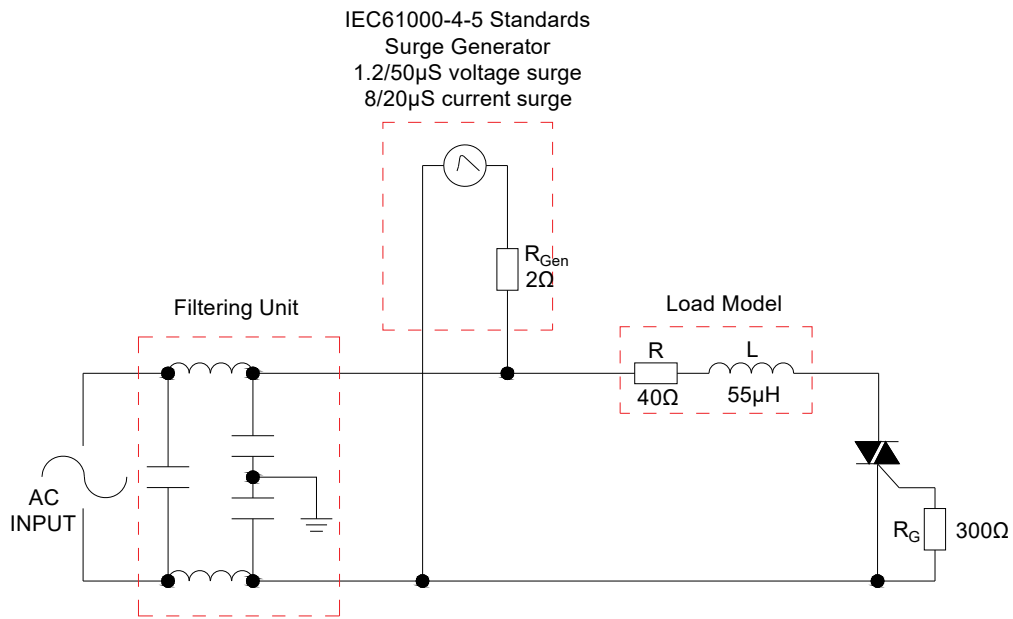 IEC61000-4-5 Standards
Surge Generator
1.2/50μS voltage surge
8/20μS current surge
RGen
2Ω
Filtering Unit
Load Model
R
L
40Ω
55μH
AC
INPUT
RG
300Ω